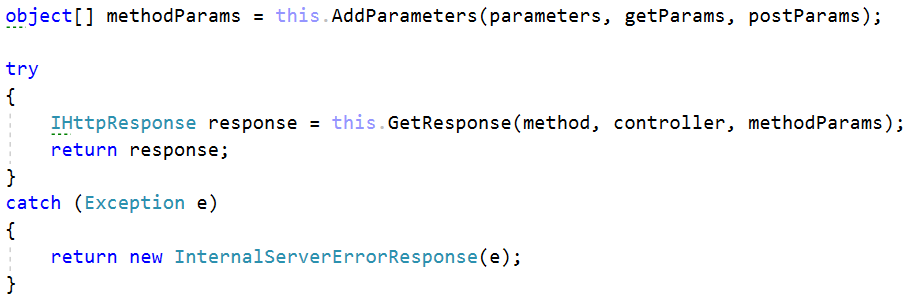 object[] methodParams = this.AddParameters(parameters, getParams, postParams);
try
{
IHttpResponse response = this.GetResponse(method, controller, methodParams);
return response;
}
catch (Exception e)
{
return new InternalServerErrorResponse(e);
}